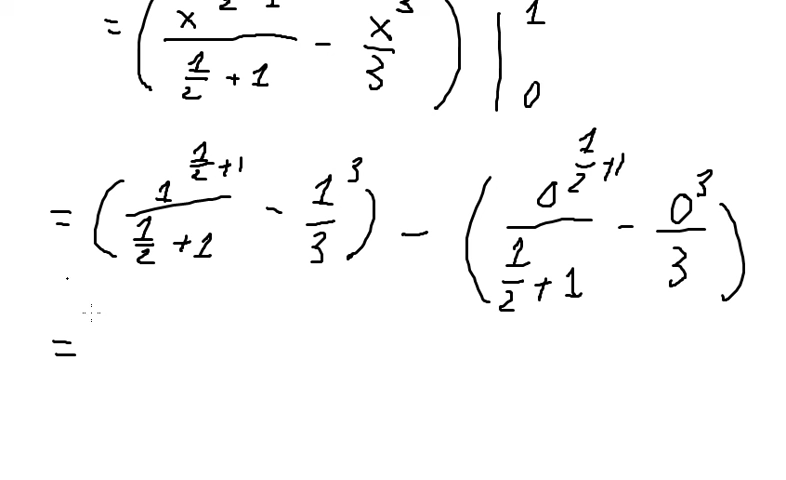 = ( x^{1/2 + 1} / (1/2 + 1) - x^3 / 3 ) | 1 0
= ( 1^{1/2 + 1} / (1/2 + 1) - 1^3 / 3 ) - ( 0^{1/2 + 1} / (1/2 + 1) - 0^3 / 3 )
=